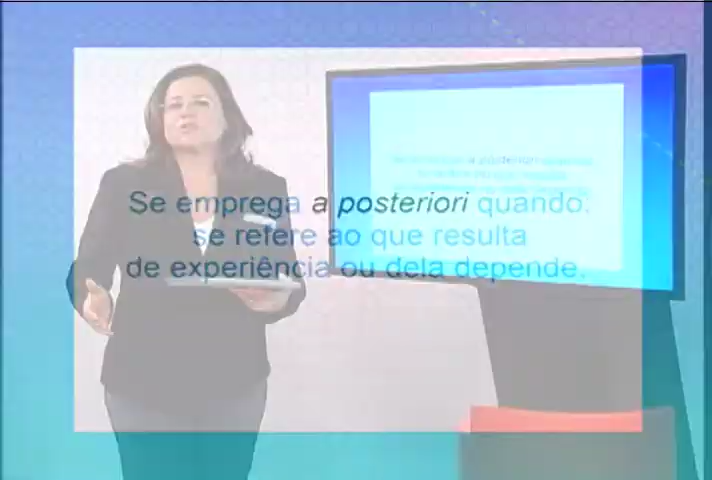 Se emprega a posteriori quando:
se refere ao que resulta
de experiência ou dela depende.